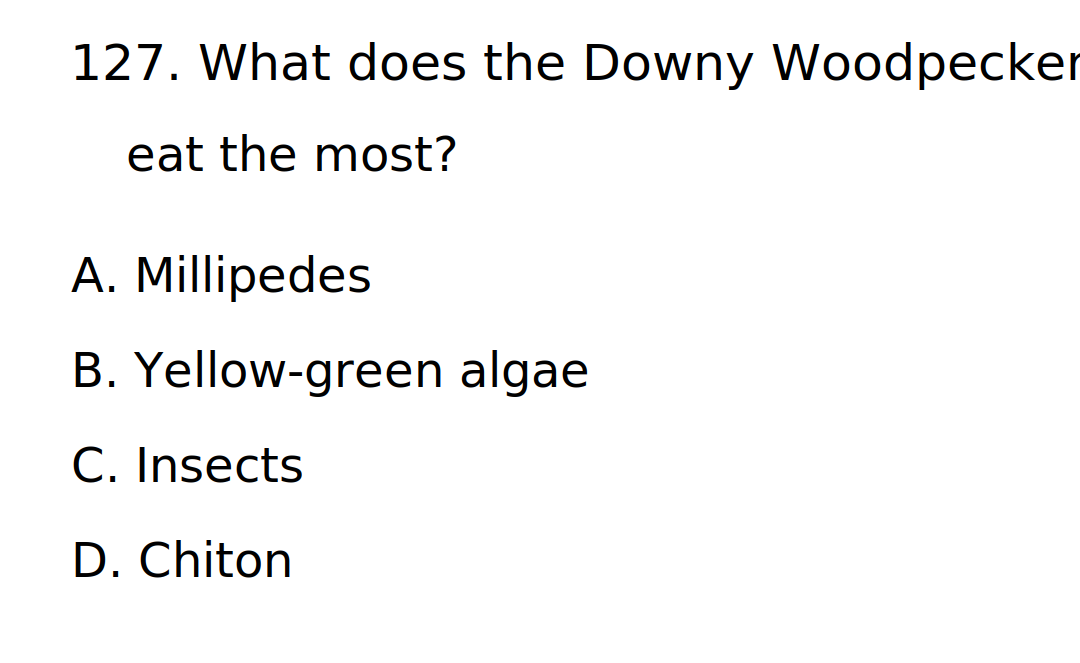 127. What does the Downy Woodpecker
eat the most?
A. Millipedes
B. Yellow-green algae
C. Insects
D. Chiton